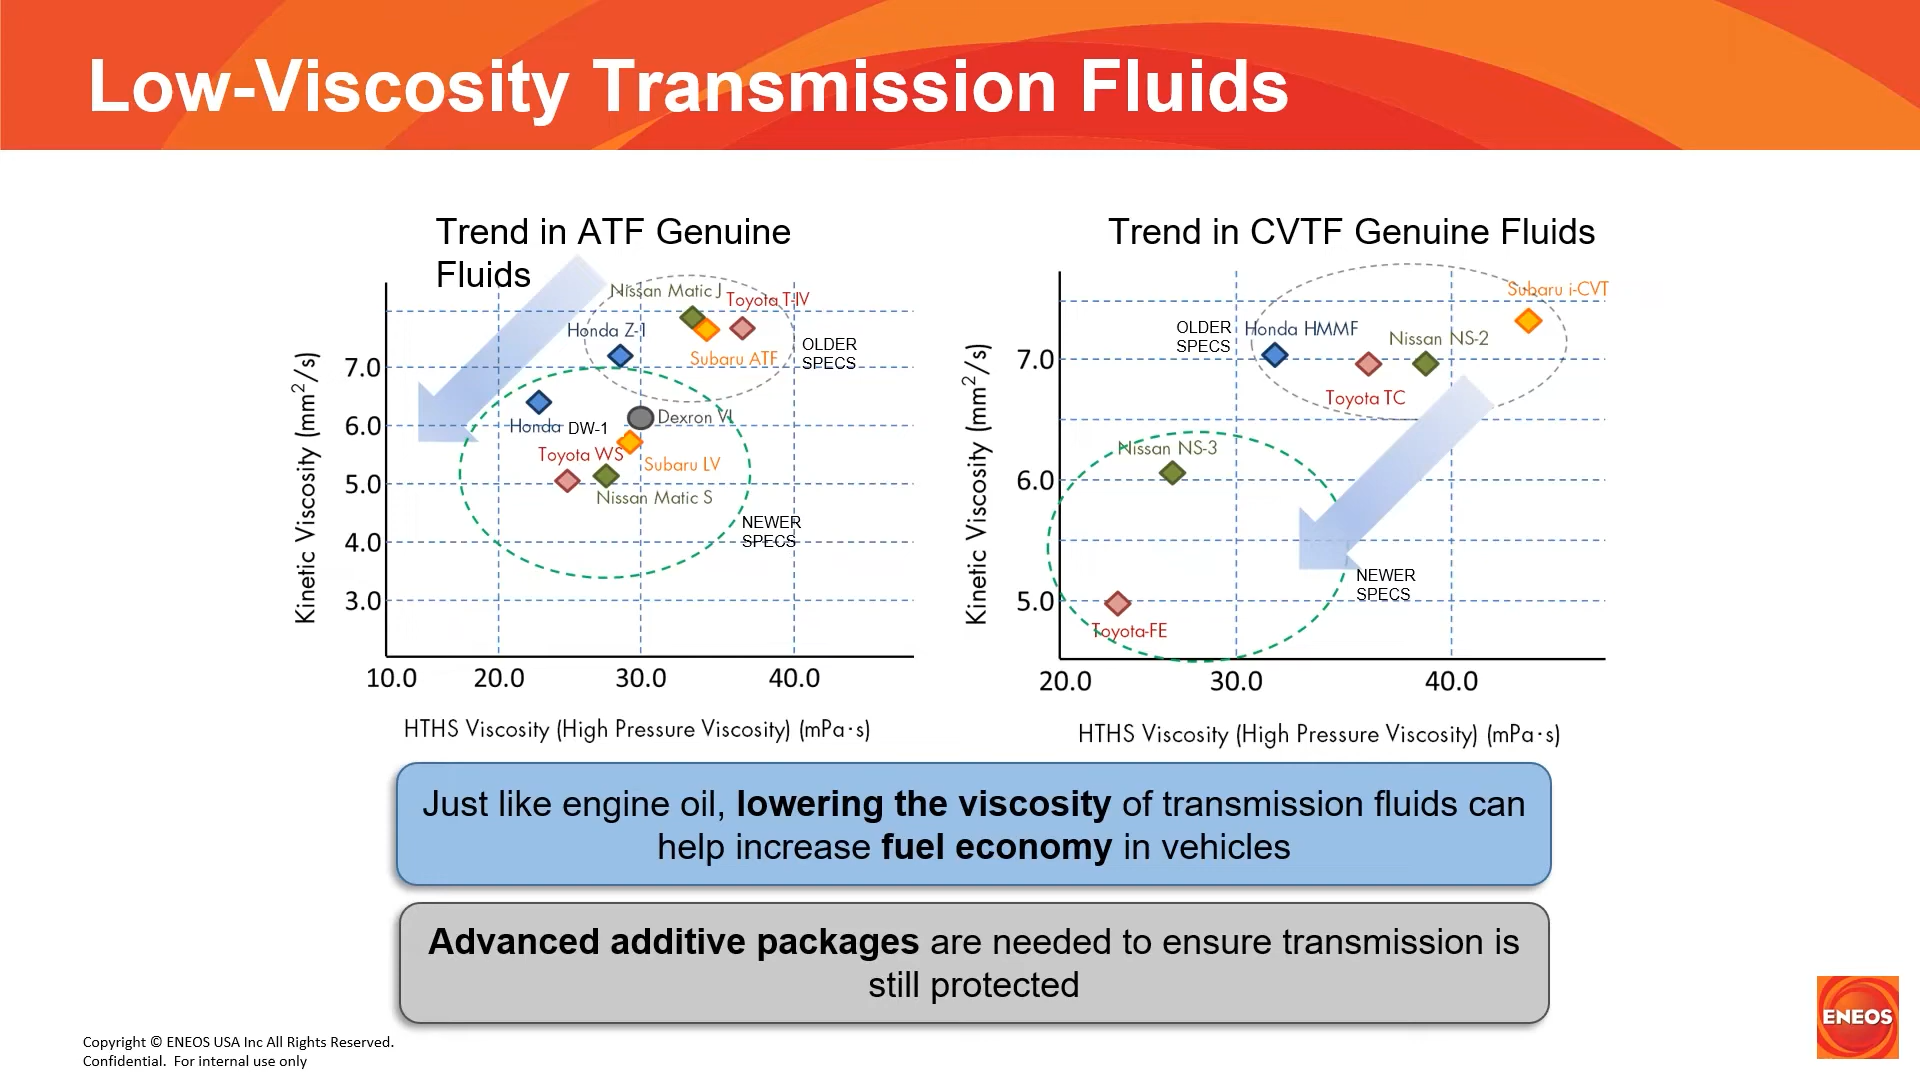 Low-Viscosity Transmission Fluids
Trend in ATF Genuine
Fluids
Nissan Matic J
Toyota T-IV
Honda Z-1
Subaru ATF
OLDER
SPECS
Honda DW-1
Dexron VI
Toyota WS
Subaru LV
Nissan Matic S
NEWER
SPECS
Kinetic Viscosity (mm²/s)
7.0
6.0
5.0
4.0
3.0
10.0 20.0 30.0 40.0
HTHS Viscosity (High Pressure Viscosity) (mPa·s)
Trend in CVTF Genuine Fluids
Subaru i-CVT
OLDER
SPECS
Honda HMMF
Nissan NS-2
Toyota TC
Nissan NS-3
NEWER
SPECS
Toyota-FE
Kinetic Viscosity (mm²/s)
7.0
6.0
5.0
20.0 30.0 40.0
HTHS Viscosity (High Pressure Viscosity) (mPa·s)
Just like engine oil, lowering the viscosity of transmission fluids can
help increase fuel economy in vehicles
Advanced additive packages are needed to ensure transmission is
still protected
Copyright © ENEOS USA Inc All Rights Reserved.
Confidential. For internal use only
ENEOS